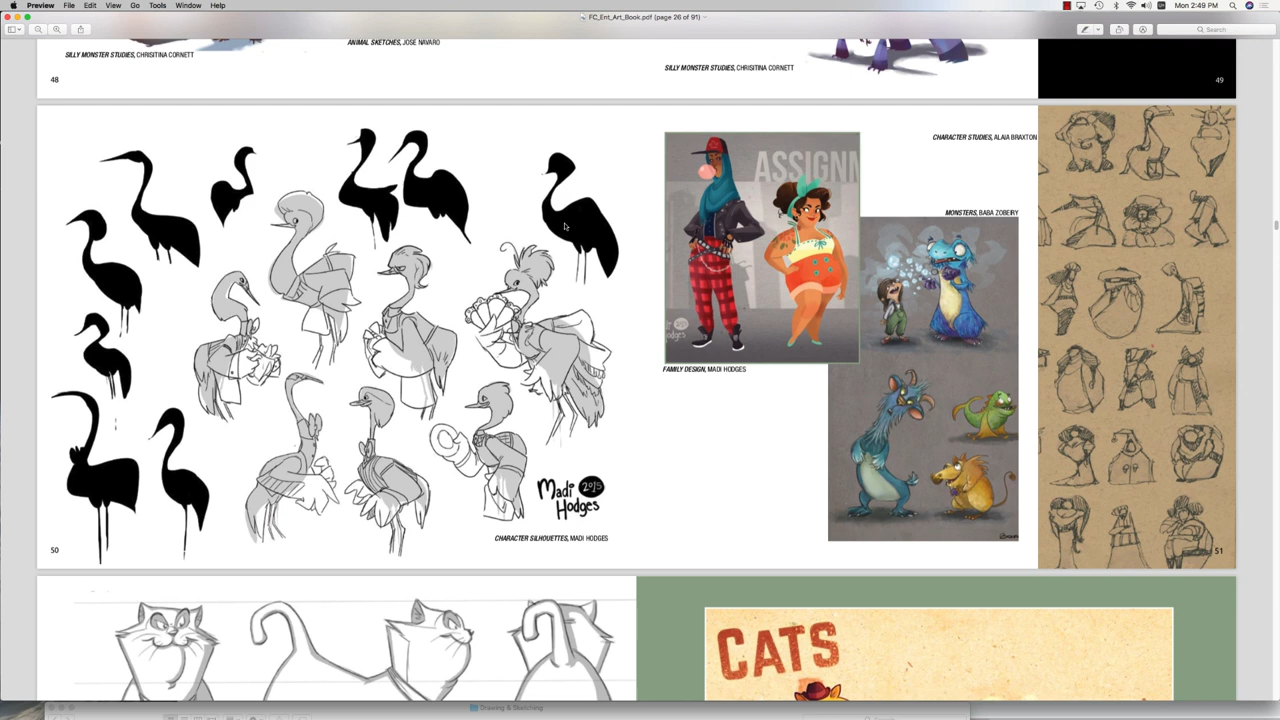 Preview File Edit View Go Tools Window Help
Mon 2:49 PM
FC_Ent_Art_Book.pdf (page 26 of 91)
Search
ANIMAL SKETCHES, JOSE NAVARO
SILLY MONSTER STUDIES, CHRISITINA CORNETT
SILLY MONSTER STUDIES, CHRISITINA CORNETT
48
49
CHARACTER STUDIES, ALAIA BRAXTON
ASSIGNM
MONSTERS, BABA ZOBEIRY
FAMILY DESIGN, MADI HODGES
Madi 2015
Hodges
CHARACTER SILHOUETTES, MADI HODGES
50
51
CATS
Drawing & Sketching